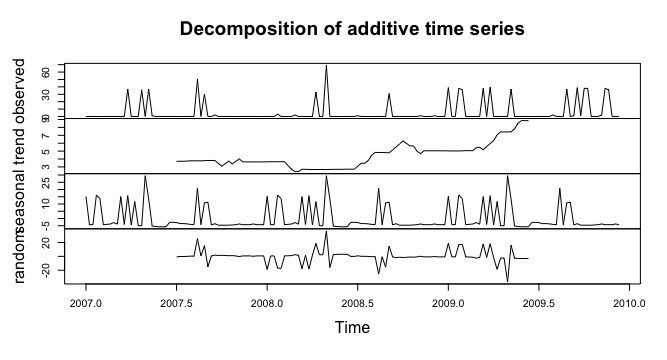 Decomposition of additive time series
observed
0 30 60
trend
3 5 7 9
seasonal
-5 10 25
random
-20 20
2007.0 2007.5 2008.0 2008.5 2009.0 2009.5 2010.0
Time